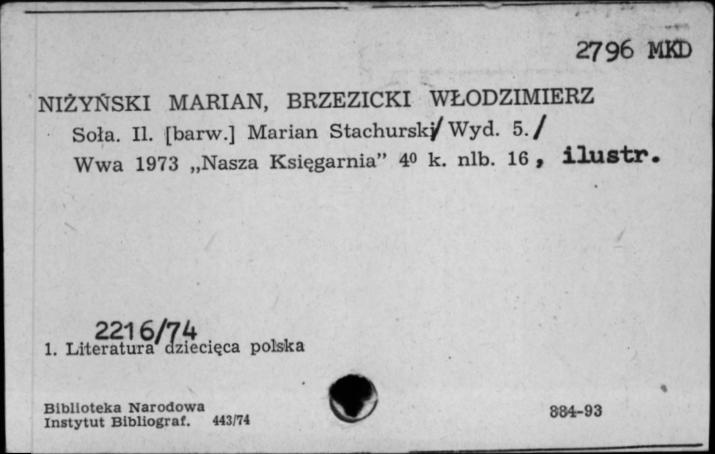 2796 MKD
NIŻYŃSKI MARIAN, BRZEZICKI WŁODZIMIERZ
Soła. Il. [barw.] Marian Stachurski/ Wyd. 5./
Wwa 1973 „Nasza Księgarnia” 4⁰ k. nlb. 16, ilustr.
2216/74
1. Literatura dziecięca polska
Biblioteka Narodowa
Instytut Bibliograf. 443/74
884-93